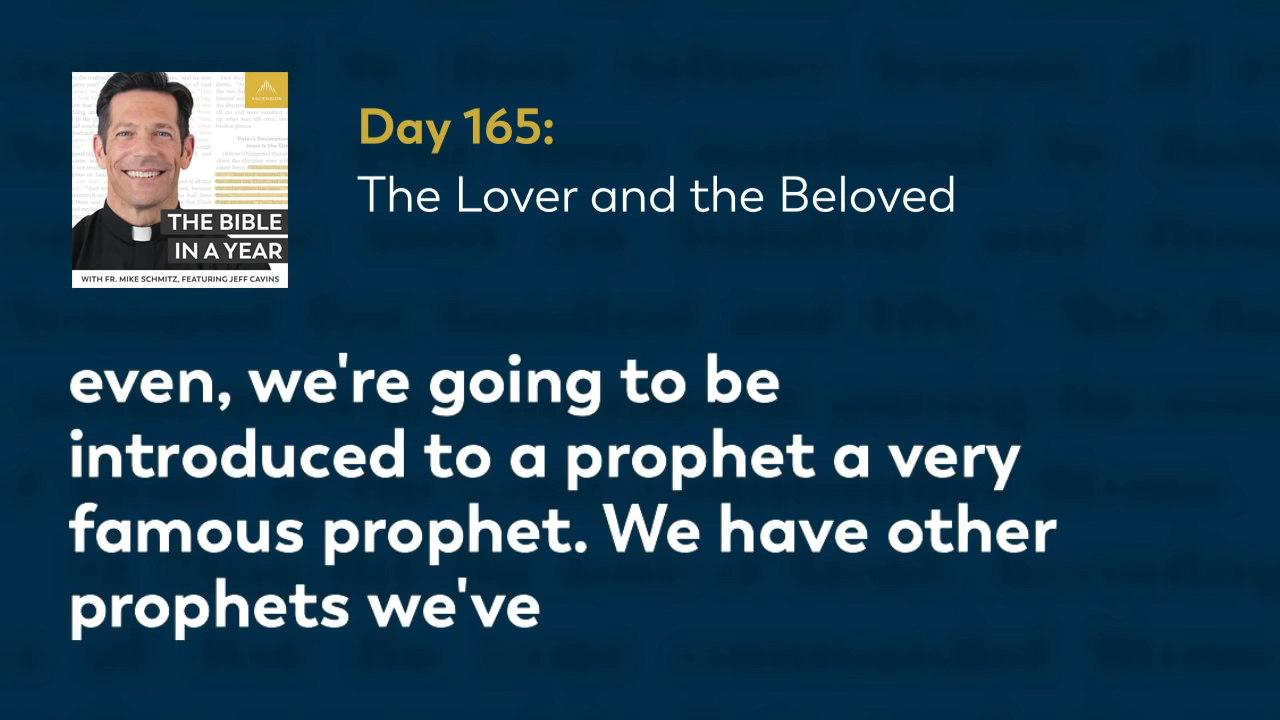 Day 165:
The Lover and the Beloved
THE BIBLE
IN A YEAR
WITH FR. MIKE SCHMITZ, FEATURING JEFF CAVINS
even, we're going to be
introduced to a prophet a very
famous prophet. We have other
prophets we've